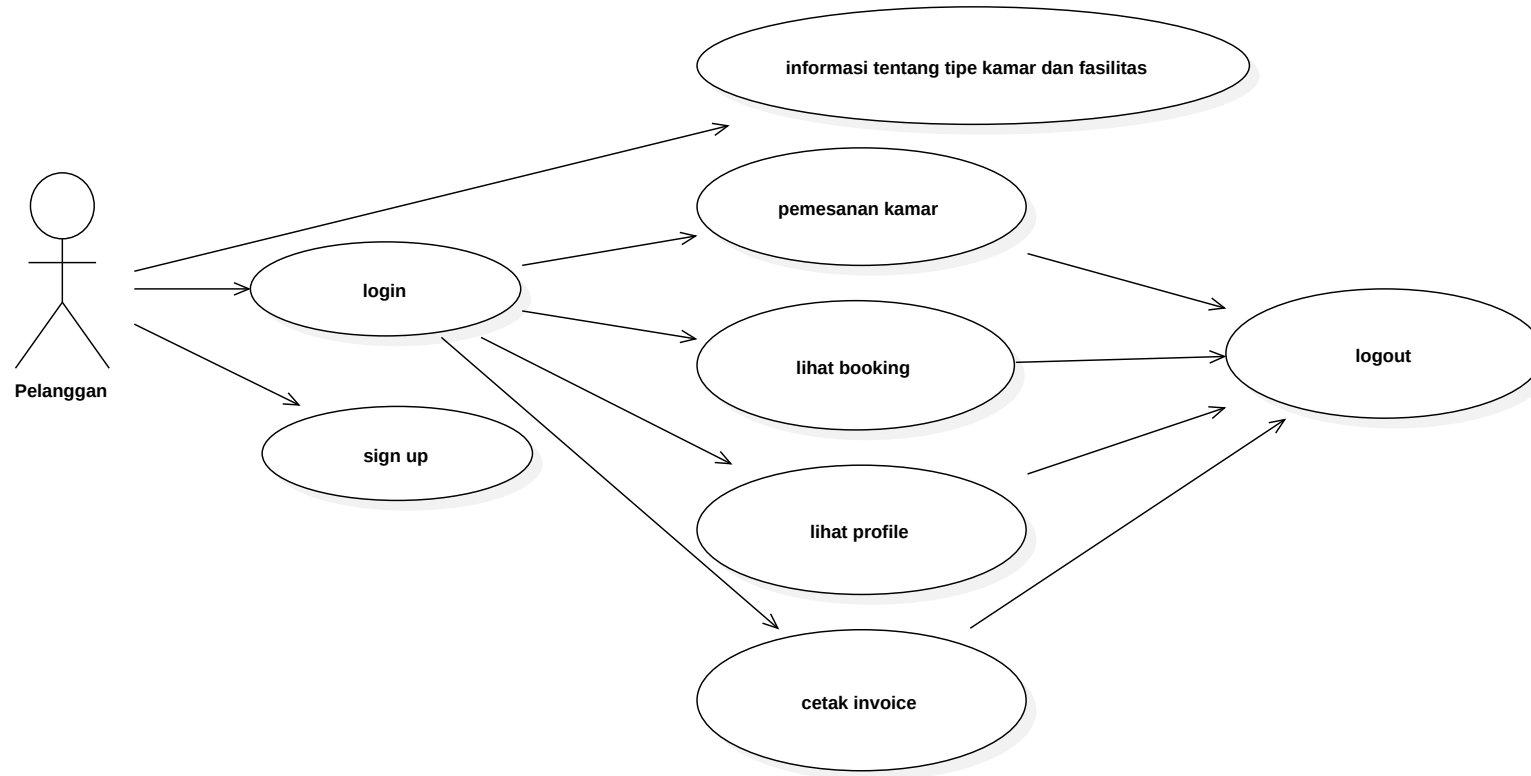 informasi tentang tipe kamar dan fasilitas
pemesanan kamar
login
lihat booking
logout
Pelanggan
sign up
lihat profile
cetak invoice